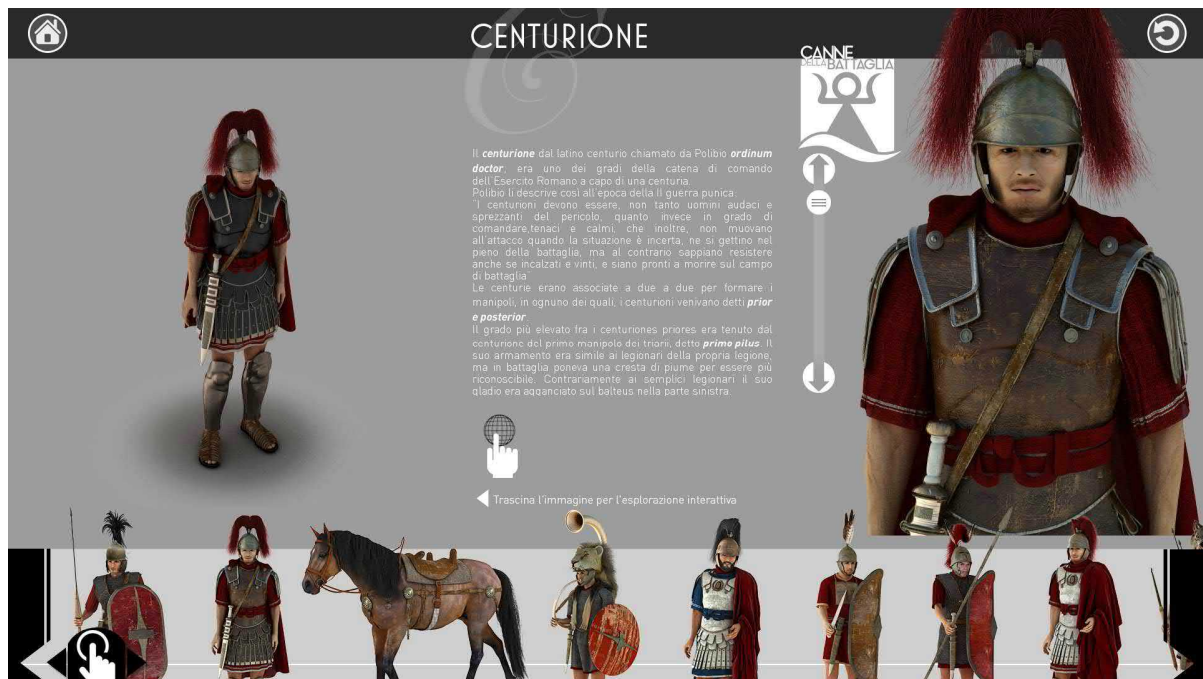 CENTURIONE
CANNE
DELLA BATTAGLIA
Il centurione dal latino centurio chiamato da Polibio ordinum
doctor, era uno dei gradi della catena di comando
dell'Esercito Romano a capo di una centuria.
Polibio li descrive così all'epoca della II guerra punica:
"I centurioni devono essere, non tanto uomini audaci e
sprezzanti del pericolo, quanto invece in grado di
comandare,tenaci e calmi, che inoltre, non muovano
all'attacco quando la situazione è incerta, ne si gettino nel
pieno della battaglia, ma al contrario sappiano resistere
anche se incalzati e vinti, e siano pronti a morire sul campo
di battaglia"
Le centurie erano associate a due a due per formare i
manipoli, in ognuno dei quali, i centurioni venivano detti prior
e posterior.
Il grado più elevato fra i centuriones priores era tenuto dal
centurione del primo manipolo dei triarii, detto primo pilus. Il
suo armamento era simile ai legionari della propria legione,
ma in battaglia poneva una cresta di piume per essere più
riconoscibile. Contrariamente ai semplici legionari il suo
gladio era agganciato sul balteus nella parte sinistra.
Trascina l'immagine per l'esplorazione interattiva